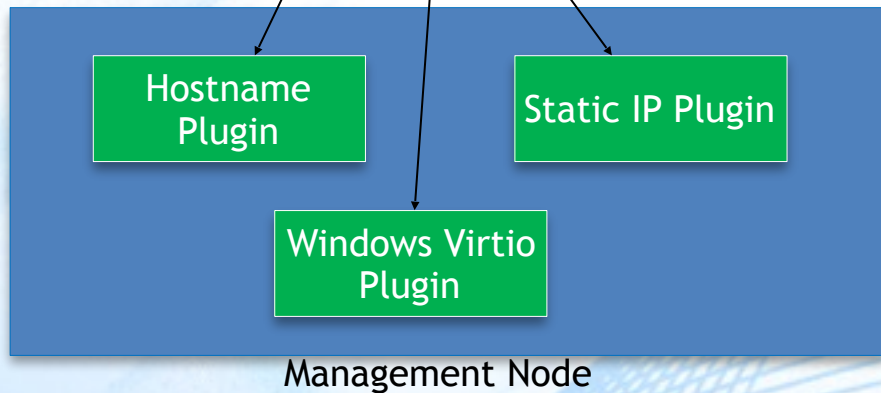 Hostname
Plugin
Static IP Plugin
Windows Virtio
Plugin
Management Node